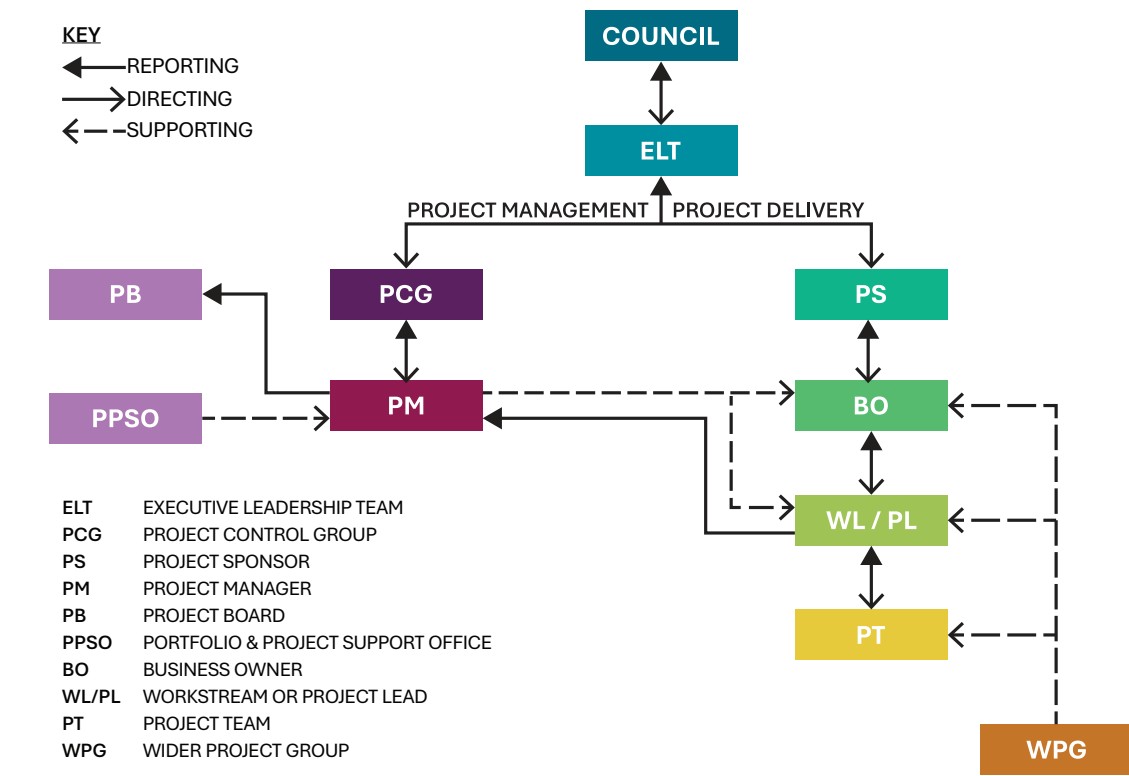 KEY
REPORTING
DIRECTING
SUPPORTING
COUNCIL
ELT
PROJECT MANAGEMENT PROJECT DELIVERY
PB PCG PS
PPSO PM BO
WL / PL
PT
WPG
ELT EXECUTIVE LEADERSHIP TEAM
PCG PROJECT CONTROL GROUP
PS PROJECT SPONSOR
PM PROJECT MANAGER
PB PROJECT BOARD
PPSO PORTFOLIO & PROJECT SUPPORT OFFICE
BO BUSINESS OWNER
WL/PL WORKSTREAM OR PROJECT LEAD
PT PROJECT TEAM
WPG WIDER PROJECT GROUP